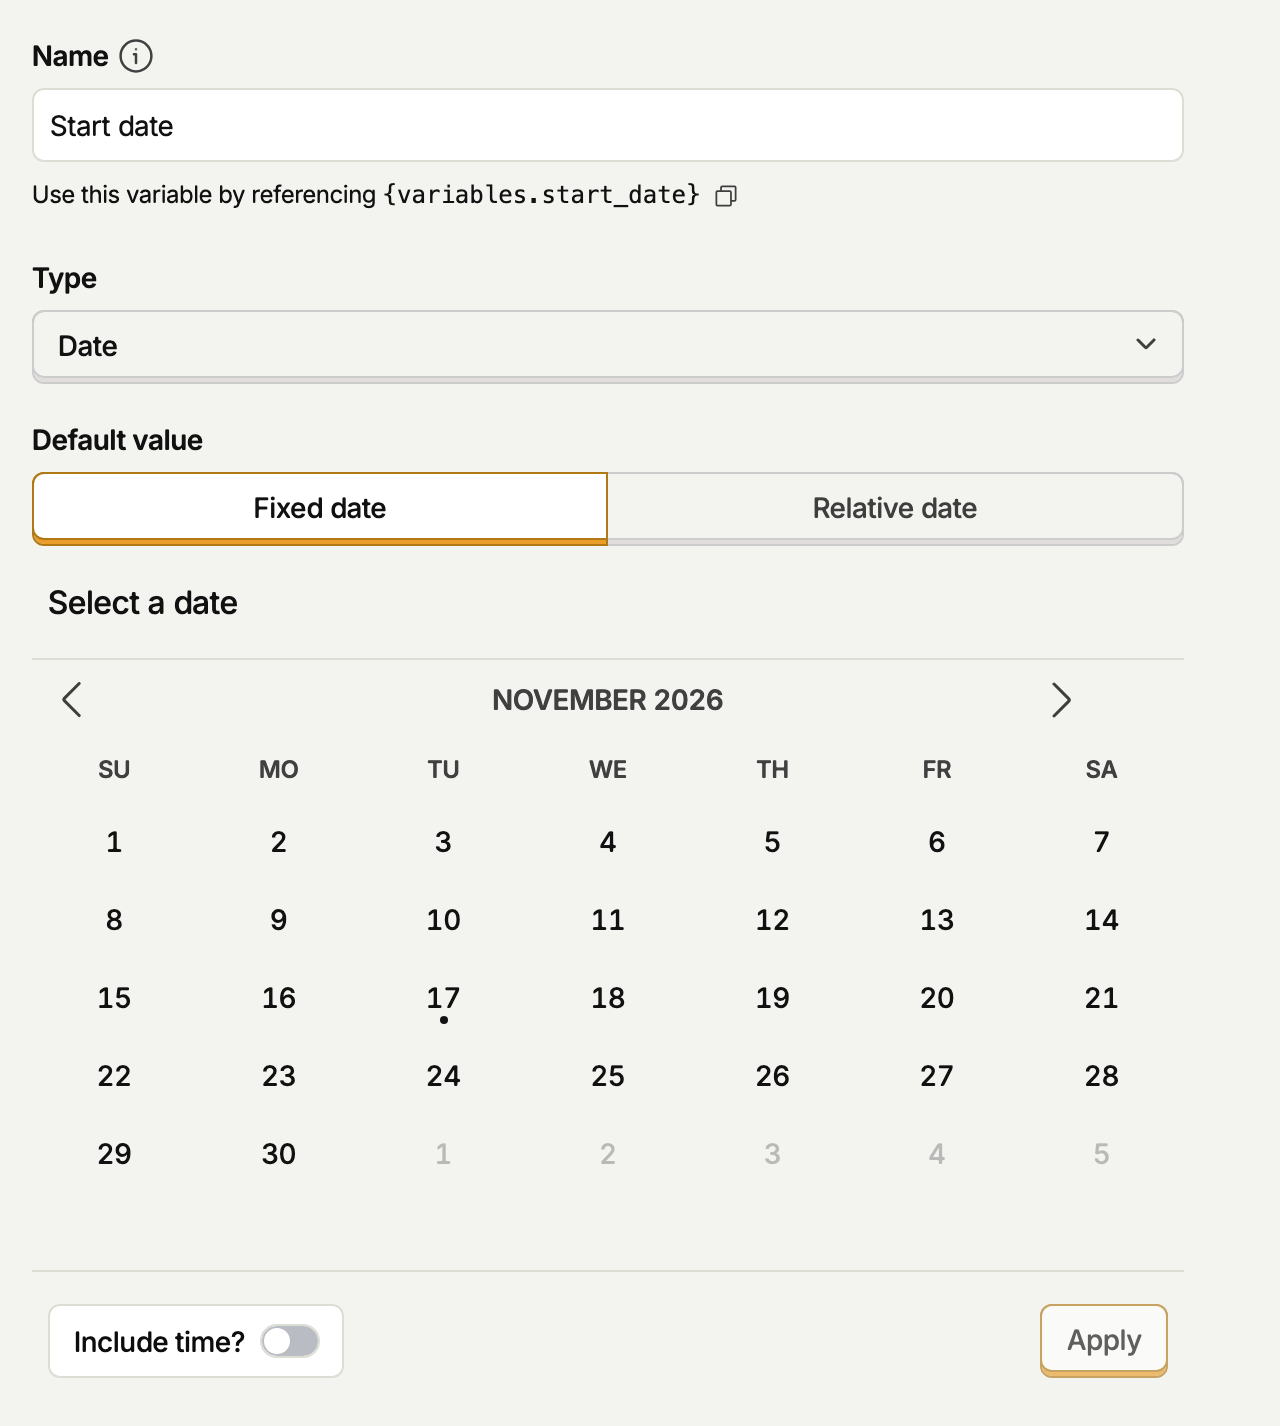 Name
Start date
Use this variable by referencing {variables.start_date}
Type
Date
Default value
Fixed date Relative date
Select a date
NOVEMBER 2026
SU MO TU WE TH FR SA
1 2 3 4 5 6 7
8 9 10 11 12 13 14
15 16 17 18 19 20 21
22 23 24 25 26 27 28
29 30 1 2 3 4 5
Include time? Apply